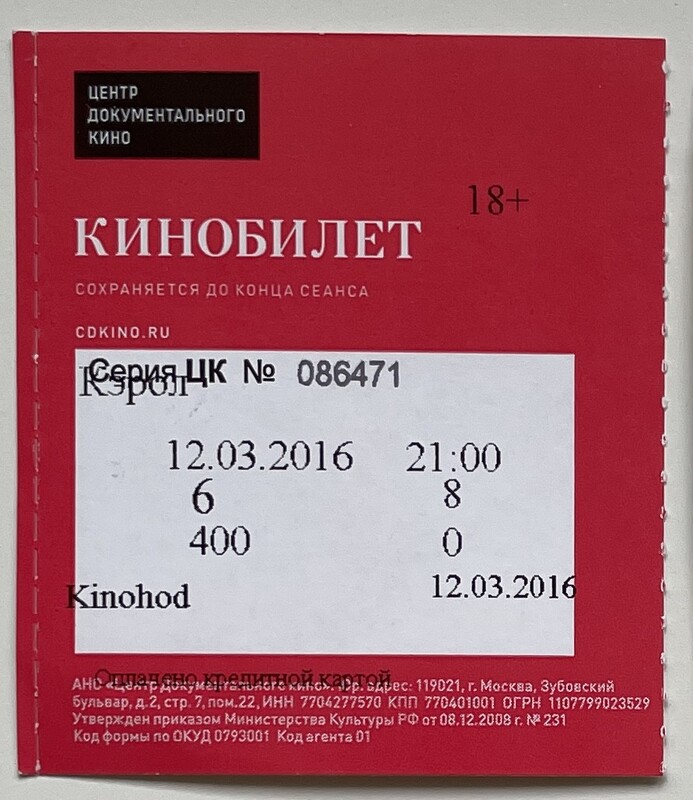 ЦЕНТР
ДОКУМЕНТАЛЬНОГО
КИНО
18+
КИНОБИЛЕТ
СОХРАНЯЕТСЯ ДО КОНЦА СЕАНСА
CDKINO.RU
Серия ЦК № 086471
Кэрол
12.03.2016 21:00
6 8
400 0
Kinohod 12.03.2016
Оплачено кредитной картой
АНО «Центр документального кино». Юр. адрес: 119021, г. Москва, Зубовский
бульвар, д.2, стр. 7, пом.22, ИНН 7704277570 КПП 770401001 ОГРН 1107799023529
Утвержден приказом Министерства Культуры РФ от 08.12.2008 г. № 231
Код формы по ОКУД 0793001 Код агента 01